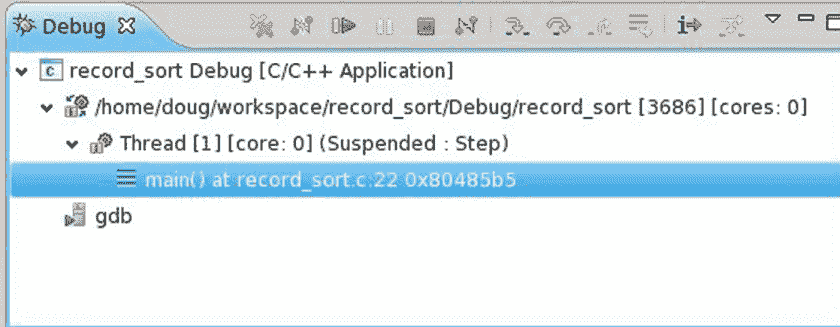 Debug
record_sort Debug [C/C++ Application]
/home/doug/workspace/record_sort/Debug/record_sort [3686] [cores: 0]
Thread [1] [core: 0] (Suspended : Step)
main() at record_sort.c:22 0x80485b5
gdb